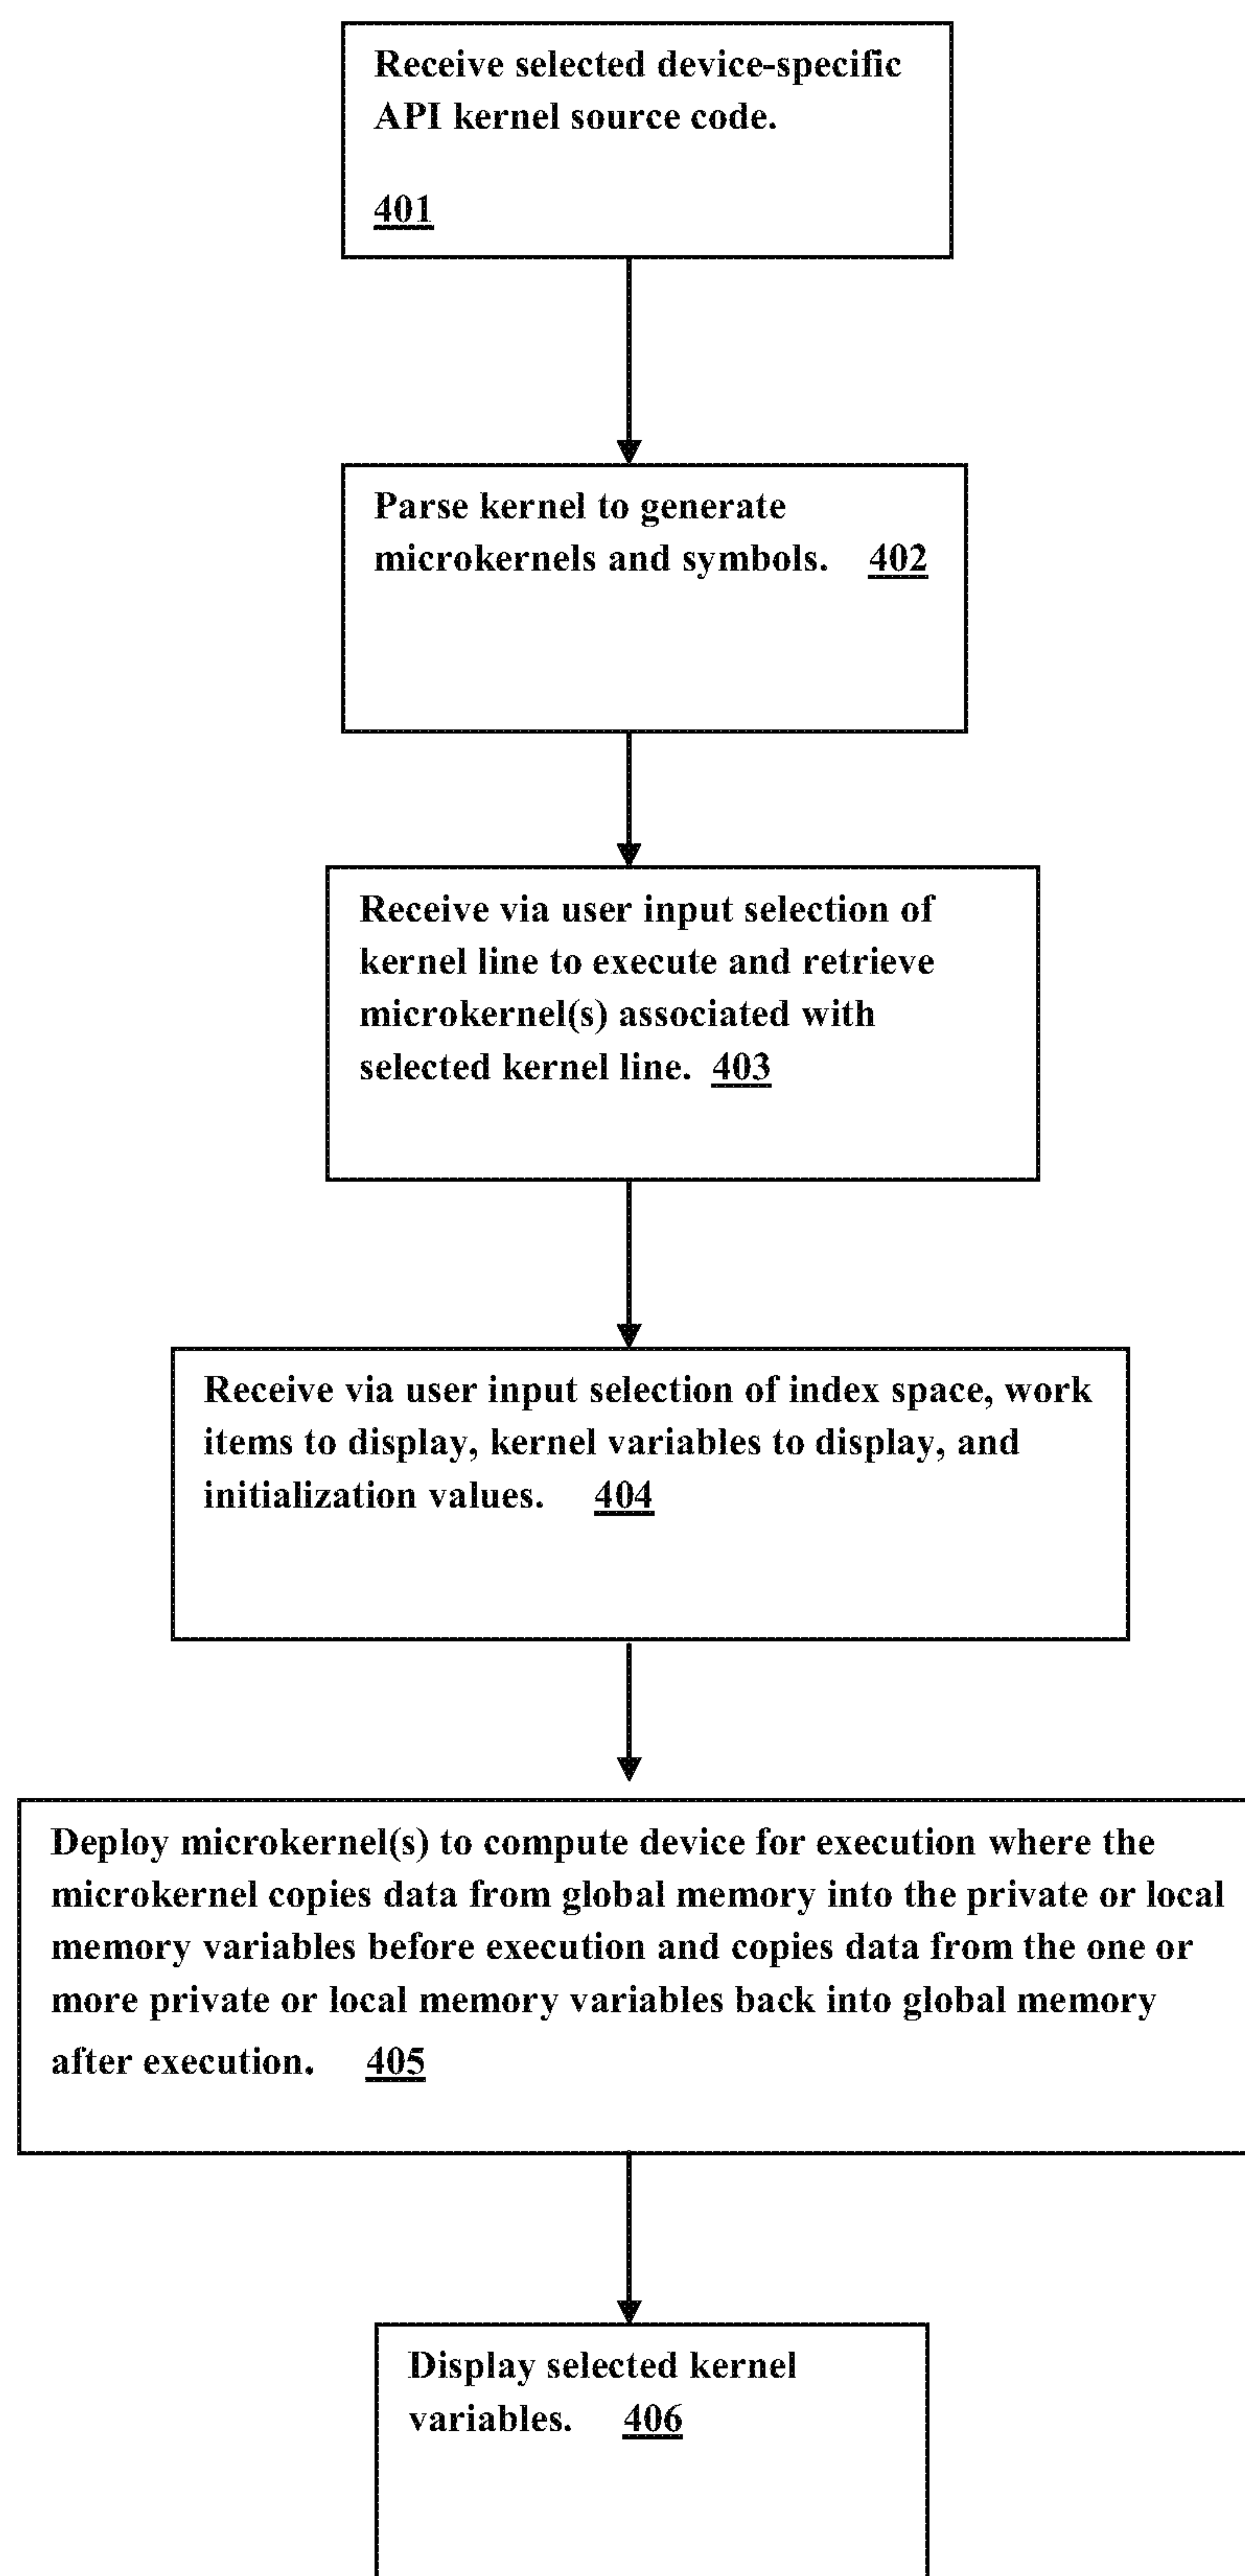 Receive selected device-specific
API kernel source code.
401
Parse kernel to generate
microkernels and symbols. 402
Receive via user input selection of
kernel line to execute and retrieve
microkernel(s) associated with
selected kernel line. 403
Receive via user input selection of index space, work
items to display, kernel variables to display, and
initialization values. 404
Deploy microkernel(s) to compute device for execution where the
microkernel copies data from global memory into the private or local
memory variables before execution and copies data from the one or
more private or local memory variables back into global memory
after execution. 405
Display selected kernel
variables. 406